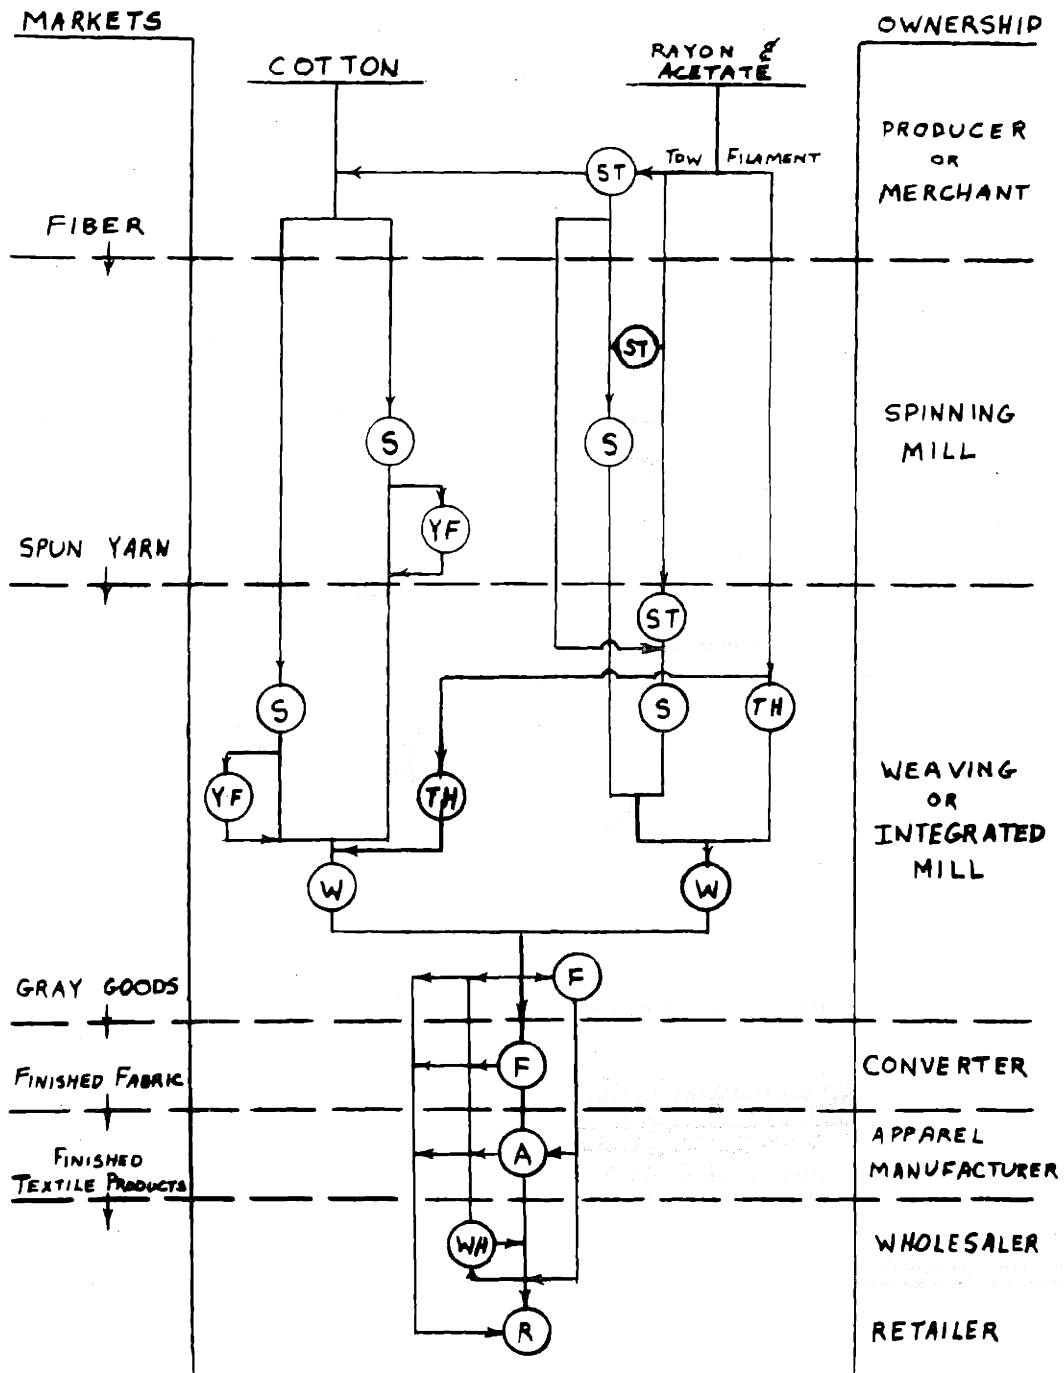 MARKETS
OWNERSHIP
COTTON
RAYON &
ACETATE
PRODUCER
OR
MERCHANT
TOW FILAMENT
ST
FIBER
ST
SPINNING
MILL
S
S
YF
SPUN YARN
ST
S
S
TH
YF
TH
WEAVING
OR
INTEGRATED
MILL
W
W
F
GRAY GOODS
F
CONVERTER
FINISHED FABRIC
A
APPAREL
MANUFACTURER
FINISHED
TEXTILE PRODUCTS
WH
WHOLESALER
R
RETAILER